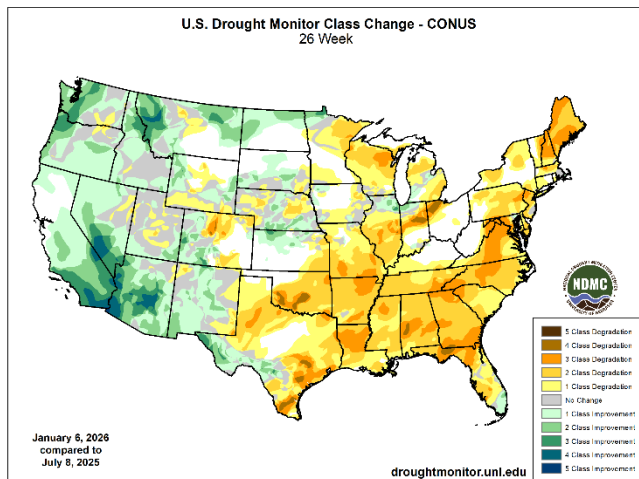 U.S. Drought Monitor Class Change - CONUS
26 Week
NDMC
5 Class Degradation
4 Class Degradation
3 Class Degradation
2 Class Degradation
1 Class Degradation
No Change
1 Class Improvement
2 Class Improvement
3 Class Improvement
4 Class Improvement
5 Class Improvement
January 6, 2026
compared to
July 8, 2025
droughtmonitor.unl.edu